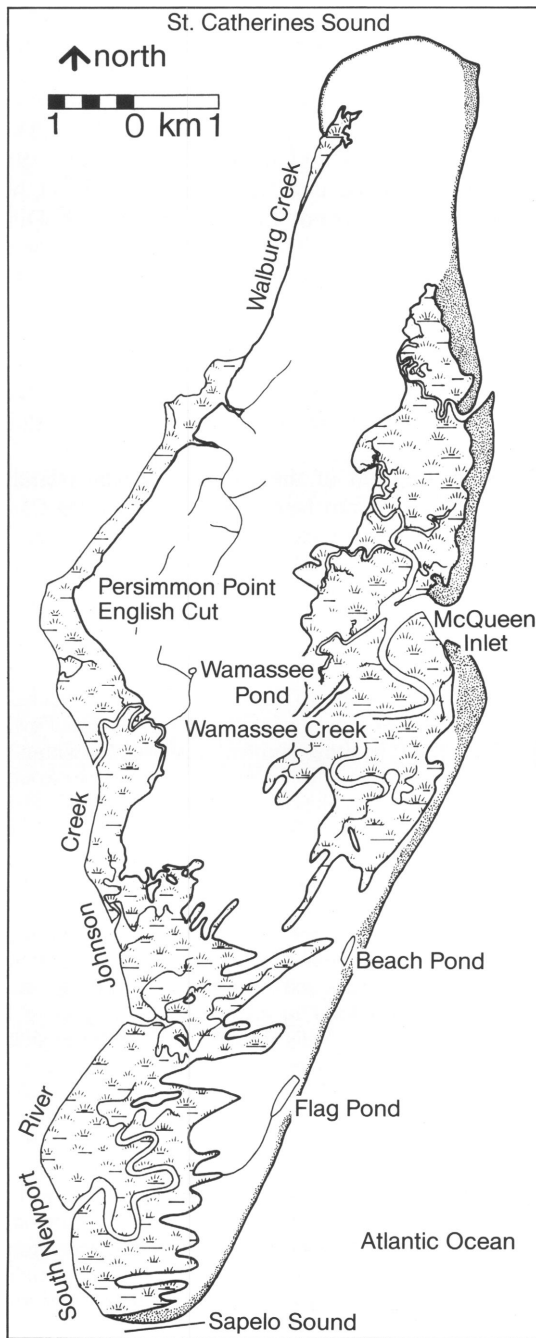 St. Catherines Sound
north
1 0 km 1
Walburg Creek
Persimmon Point
English Cut
McQueen
Inlet
Wamassee
Pond
Wamassee Creek
Johnson Creek
Beach Pond
Flag Pond
South Newport River
Atlantic Ocean
Sapelo Sound